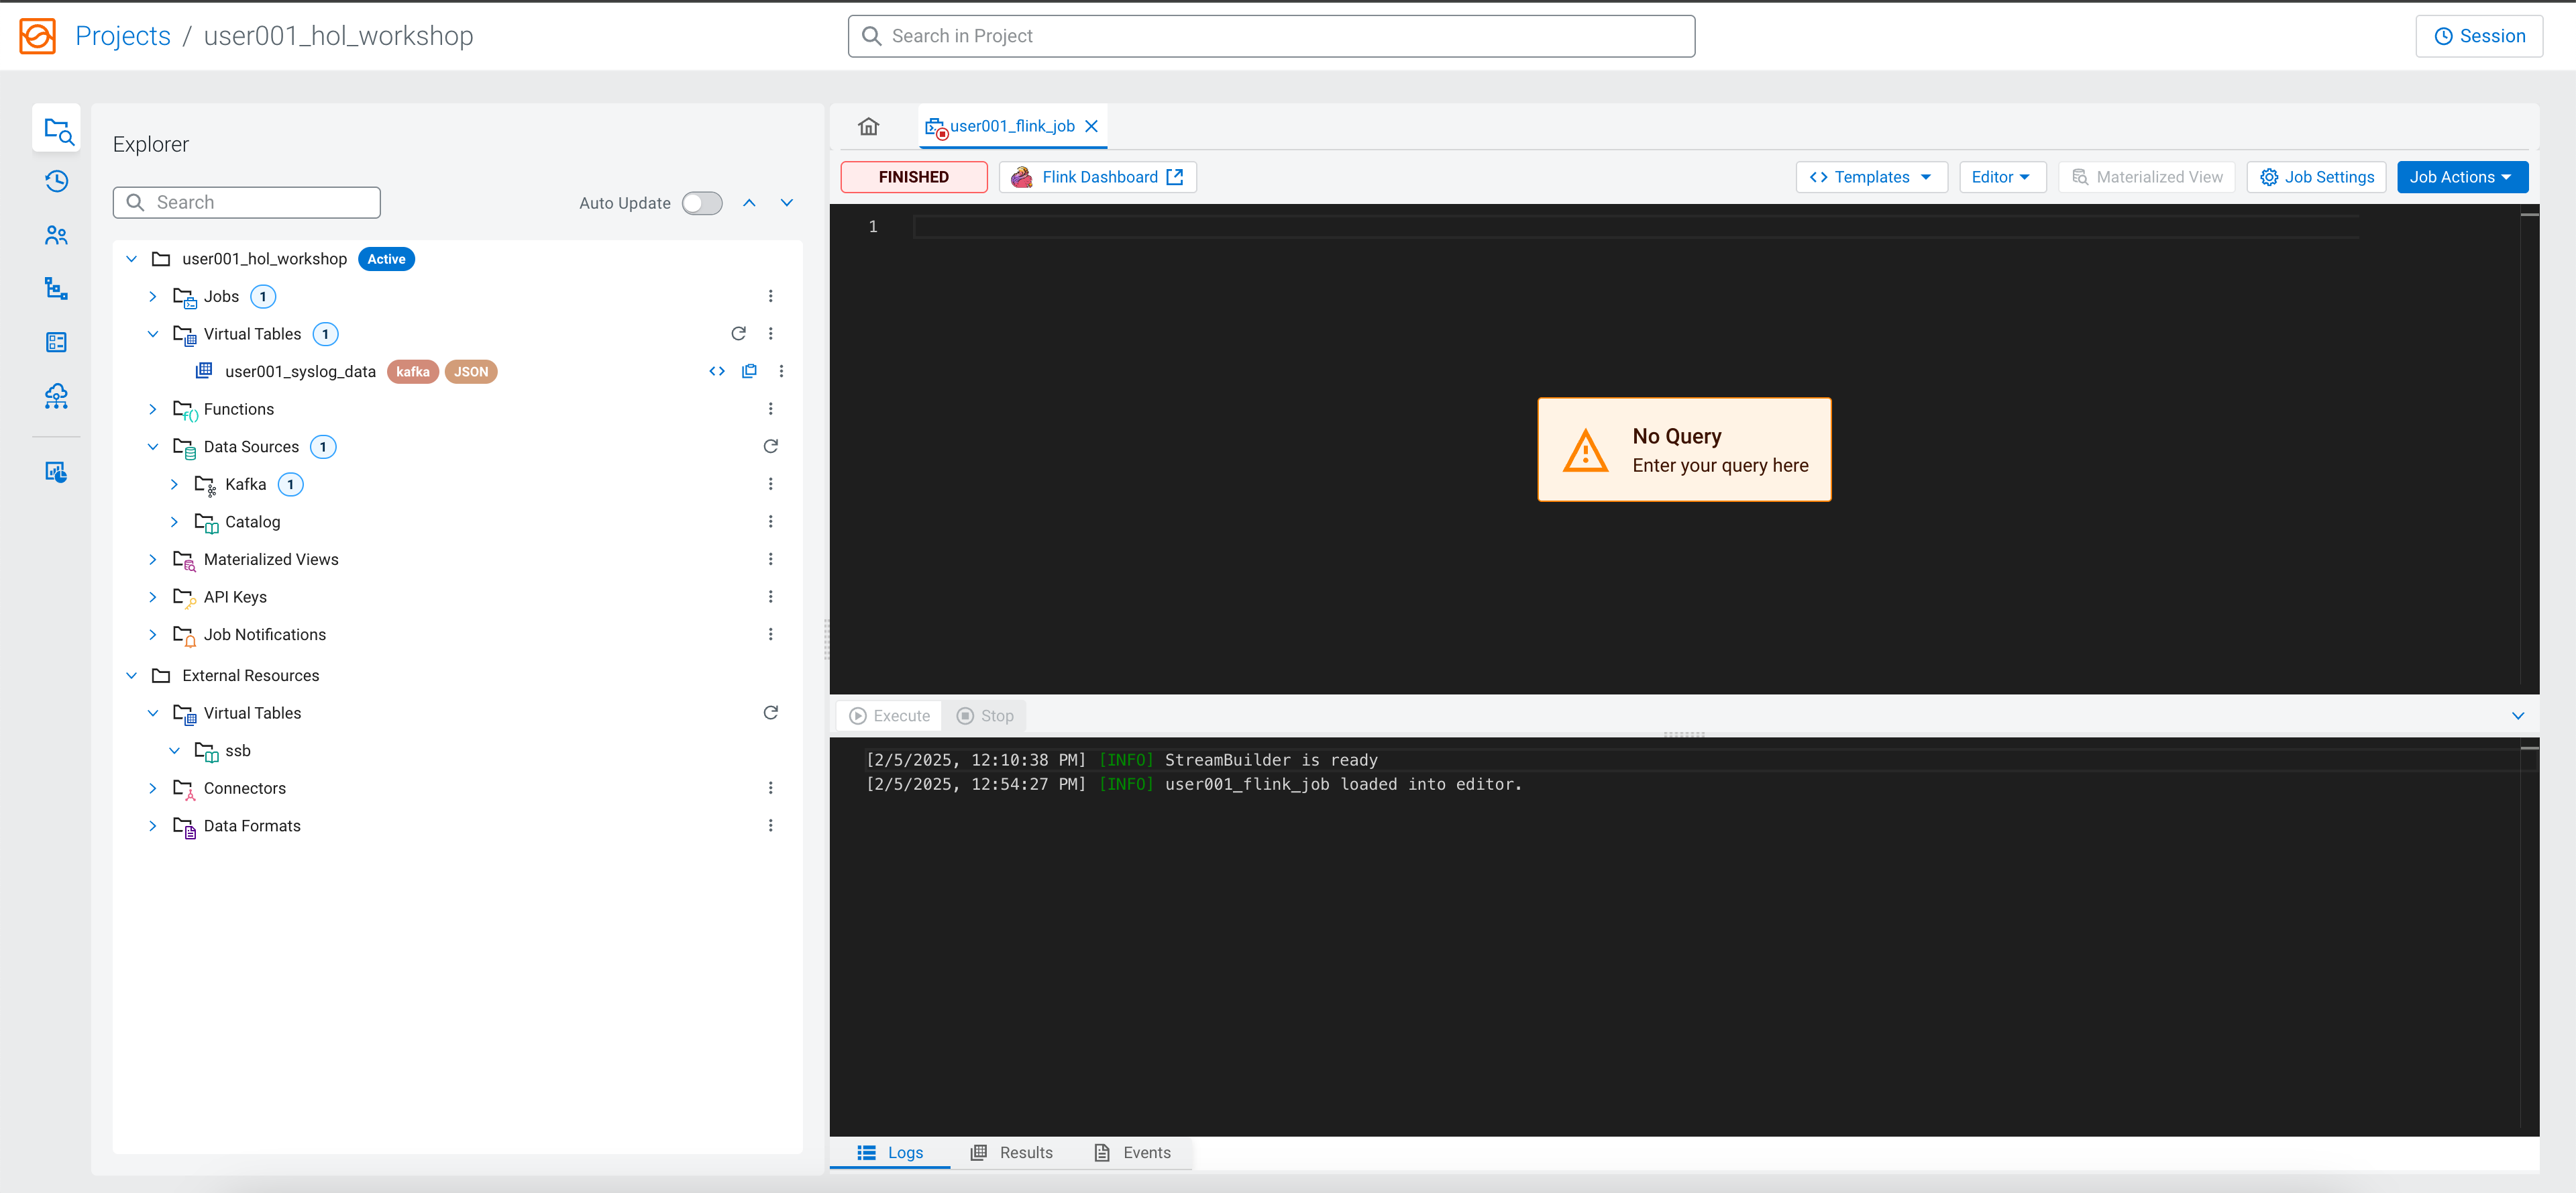 Projects / user001_hol_workshop
Search in Project
Session
Explorer
Search
Auto Update
user001_hol_workshop Active
Jobs 1
Virtual Tables 1
user001_syslog_data kafka JSON
f() Functions
Data Sources 1
Kafka 1
Catalog
Materialized Views
API Keys
Job Notifications
External Resources
Virtual Tables
ssb
Connectors
Data Formats
user001_flink_job
FINISHED
Flink Dashboard
Templates
Editor
Materialized View
Job Settings
Job Actions
1
No Query
Enter your query here
Execute
Stop
[2/5/2025, 12:10:38 PM] [INFO] StreamBuilder is ready
[2/5/2025, 12:54:27 PM] [INFO] user001_flink_job loaded into editor.
Logs
Results
Events